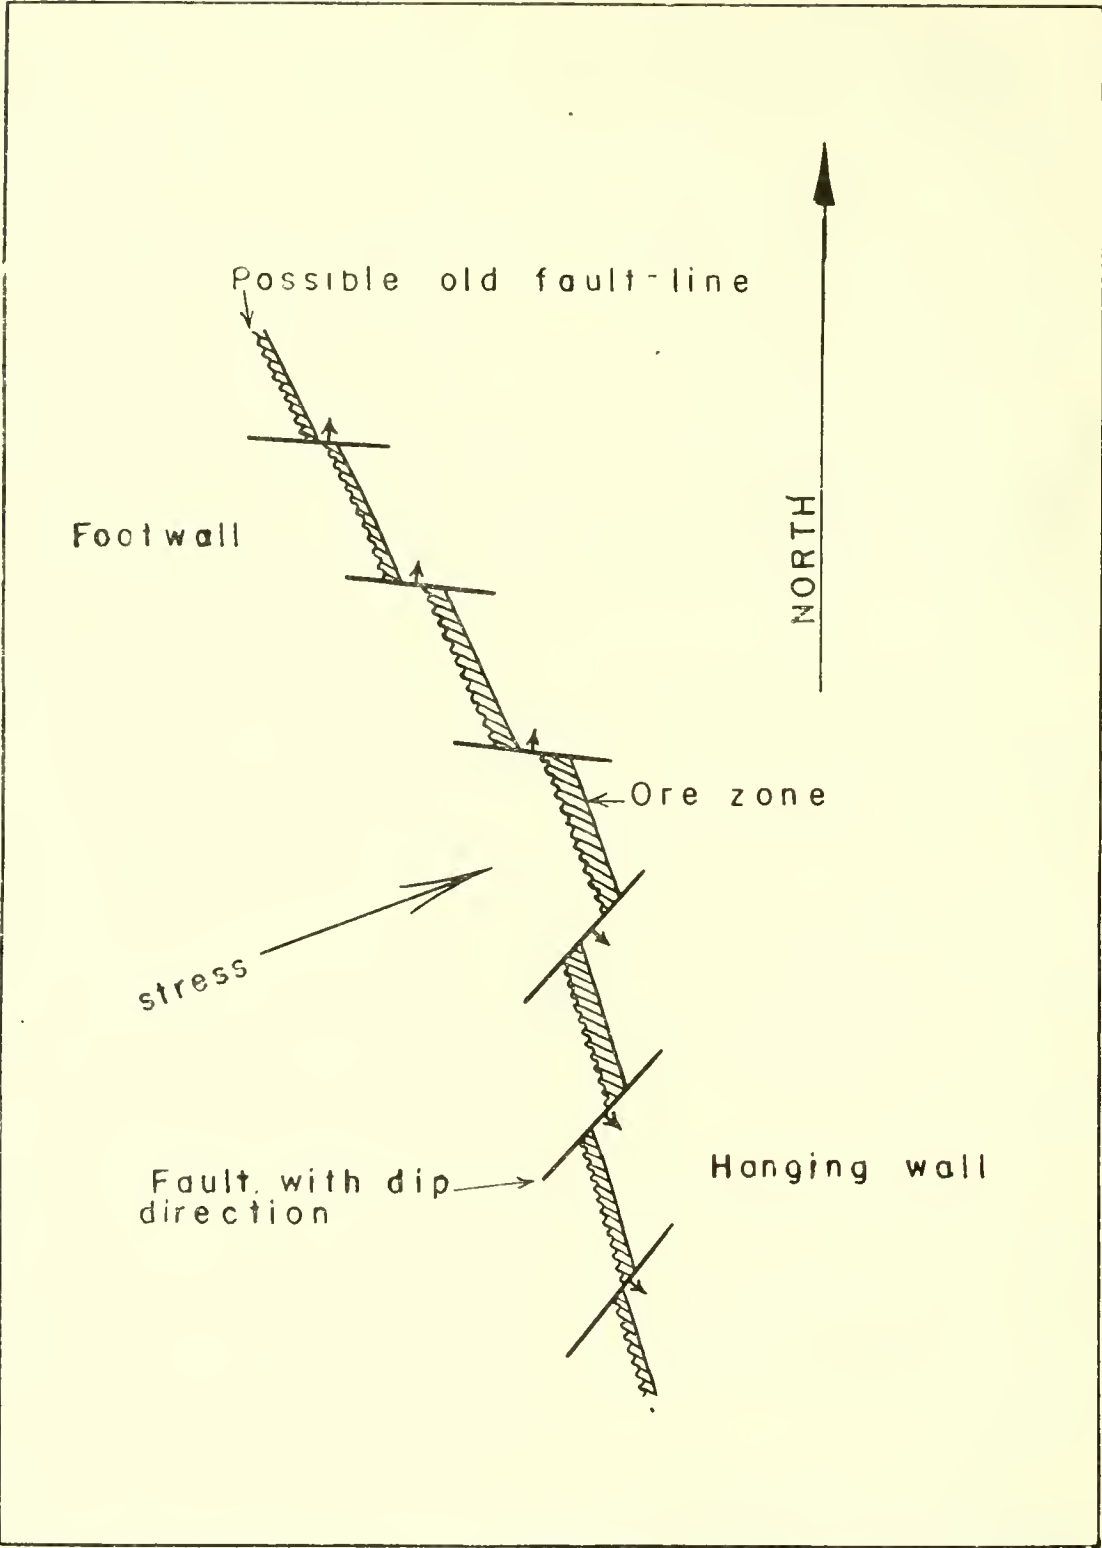 Possible old fault-line
Footwall
NORTH
Ore zone
stress
Hanging wall
Fault, with dip
direction